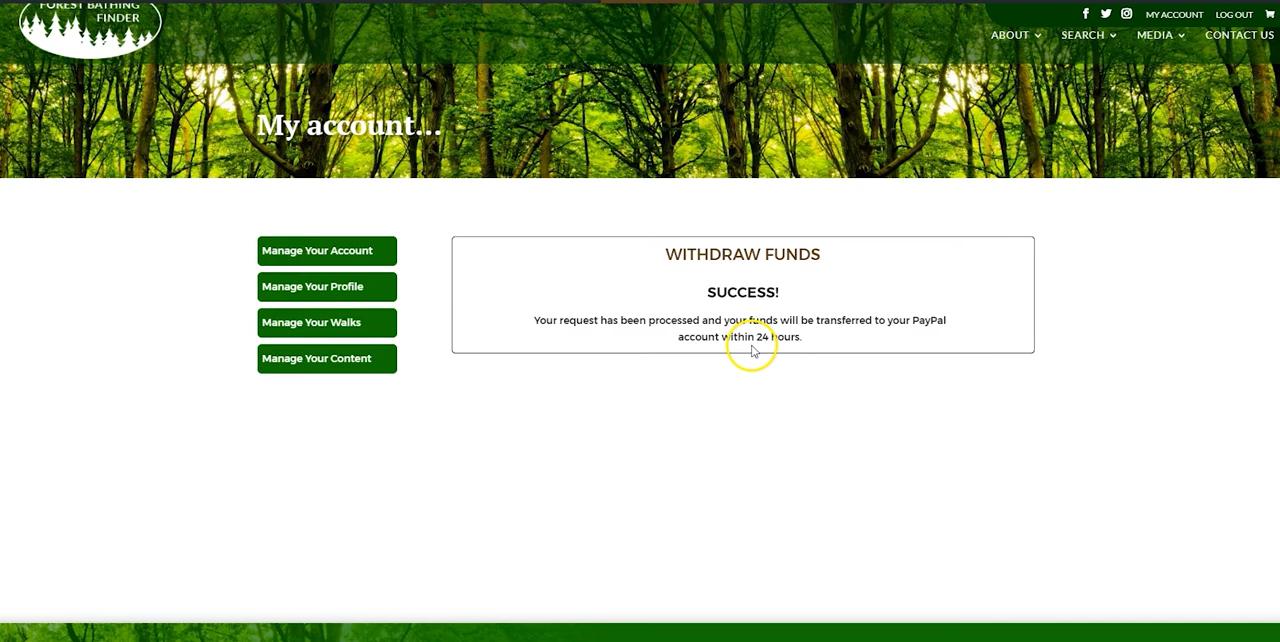 FOREST BATHING
FINDER
MY ACCOUNT
LOG OUT
ABOUT
SEARCH
MEDIA
CONTACT US
My account...
Manage Your Account
Manage Your Profile
Manage Your Walks
Manage Your Content
WITHDRAW FUNDS
SUCCESS!
Your request has been processed and your funds will be transferred to your PayPal
account within 24 hours.